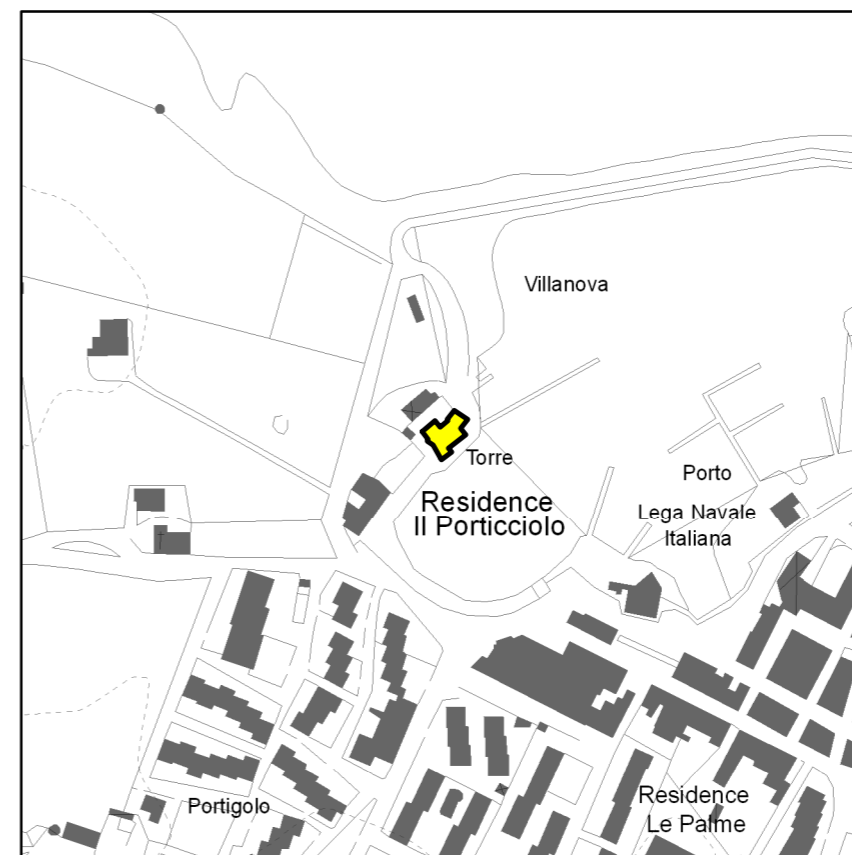 Villanova
Torre
Residence
Il Porticciolo
Porto
Lega Navale
Italiana
Portigolo
Residence
Le Palme